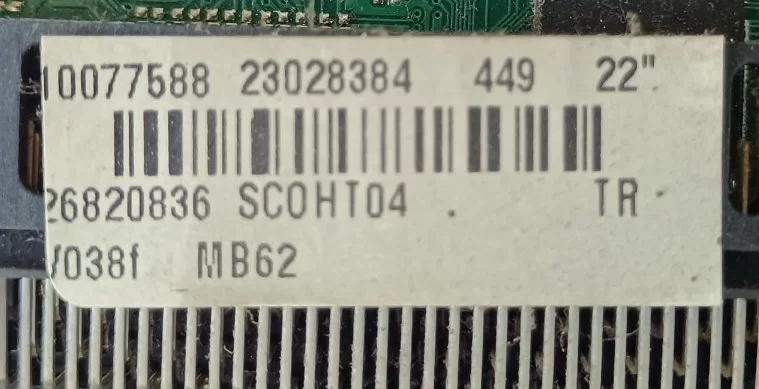 10077588 23028384 449 22"
26820836 SCOHT04 . TR
V038f MB62